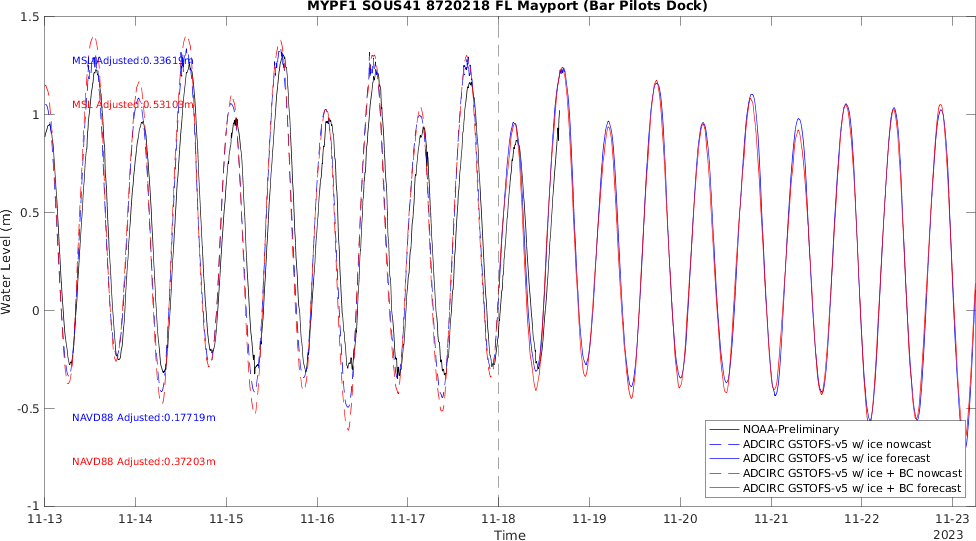 MYPF1 SOUS41 8720218 FL Mayport (Bar Pilots Dock)
1.5
1
0.5
0
-0.5
-1
Water Level (m)
MSL Adjusted:0.33619m
MSL Adjusted:0.53109m
NAVD88 Adjusted:0.17719m
NAVD88 Adjusted:0.37203m
NOAA-Preliminary
ADCIRC GSTOFS-v5 w/ ice nowcast
ADCIRC GSTOFS-v5 w/ ice forecast
ADCIRC GSTOFS-v5 w/ ice + BC nowcast
ADCIRC GSTOFS-v5 w/ ice + BC forecast
11-13 11-14 11-15 11-16 11-17 11-18 11-19 11-20 11-21 11-22 11-23
Time
2023